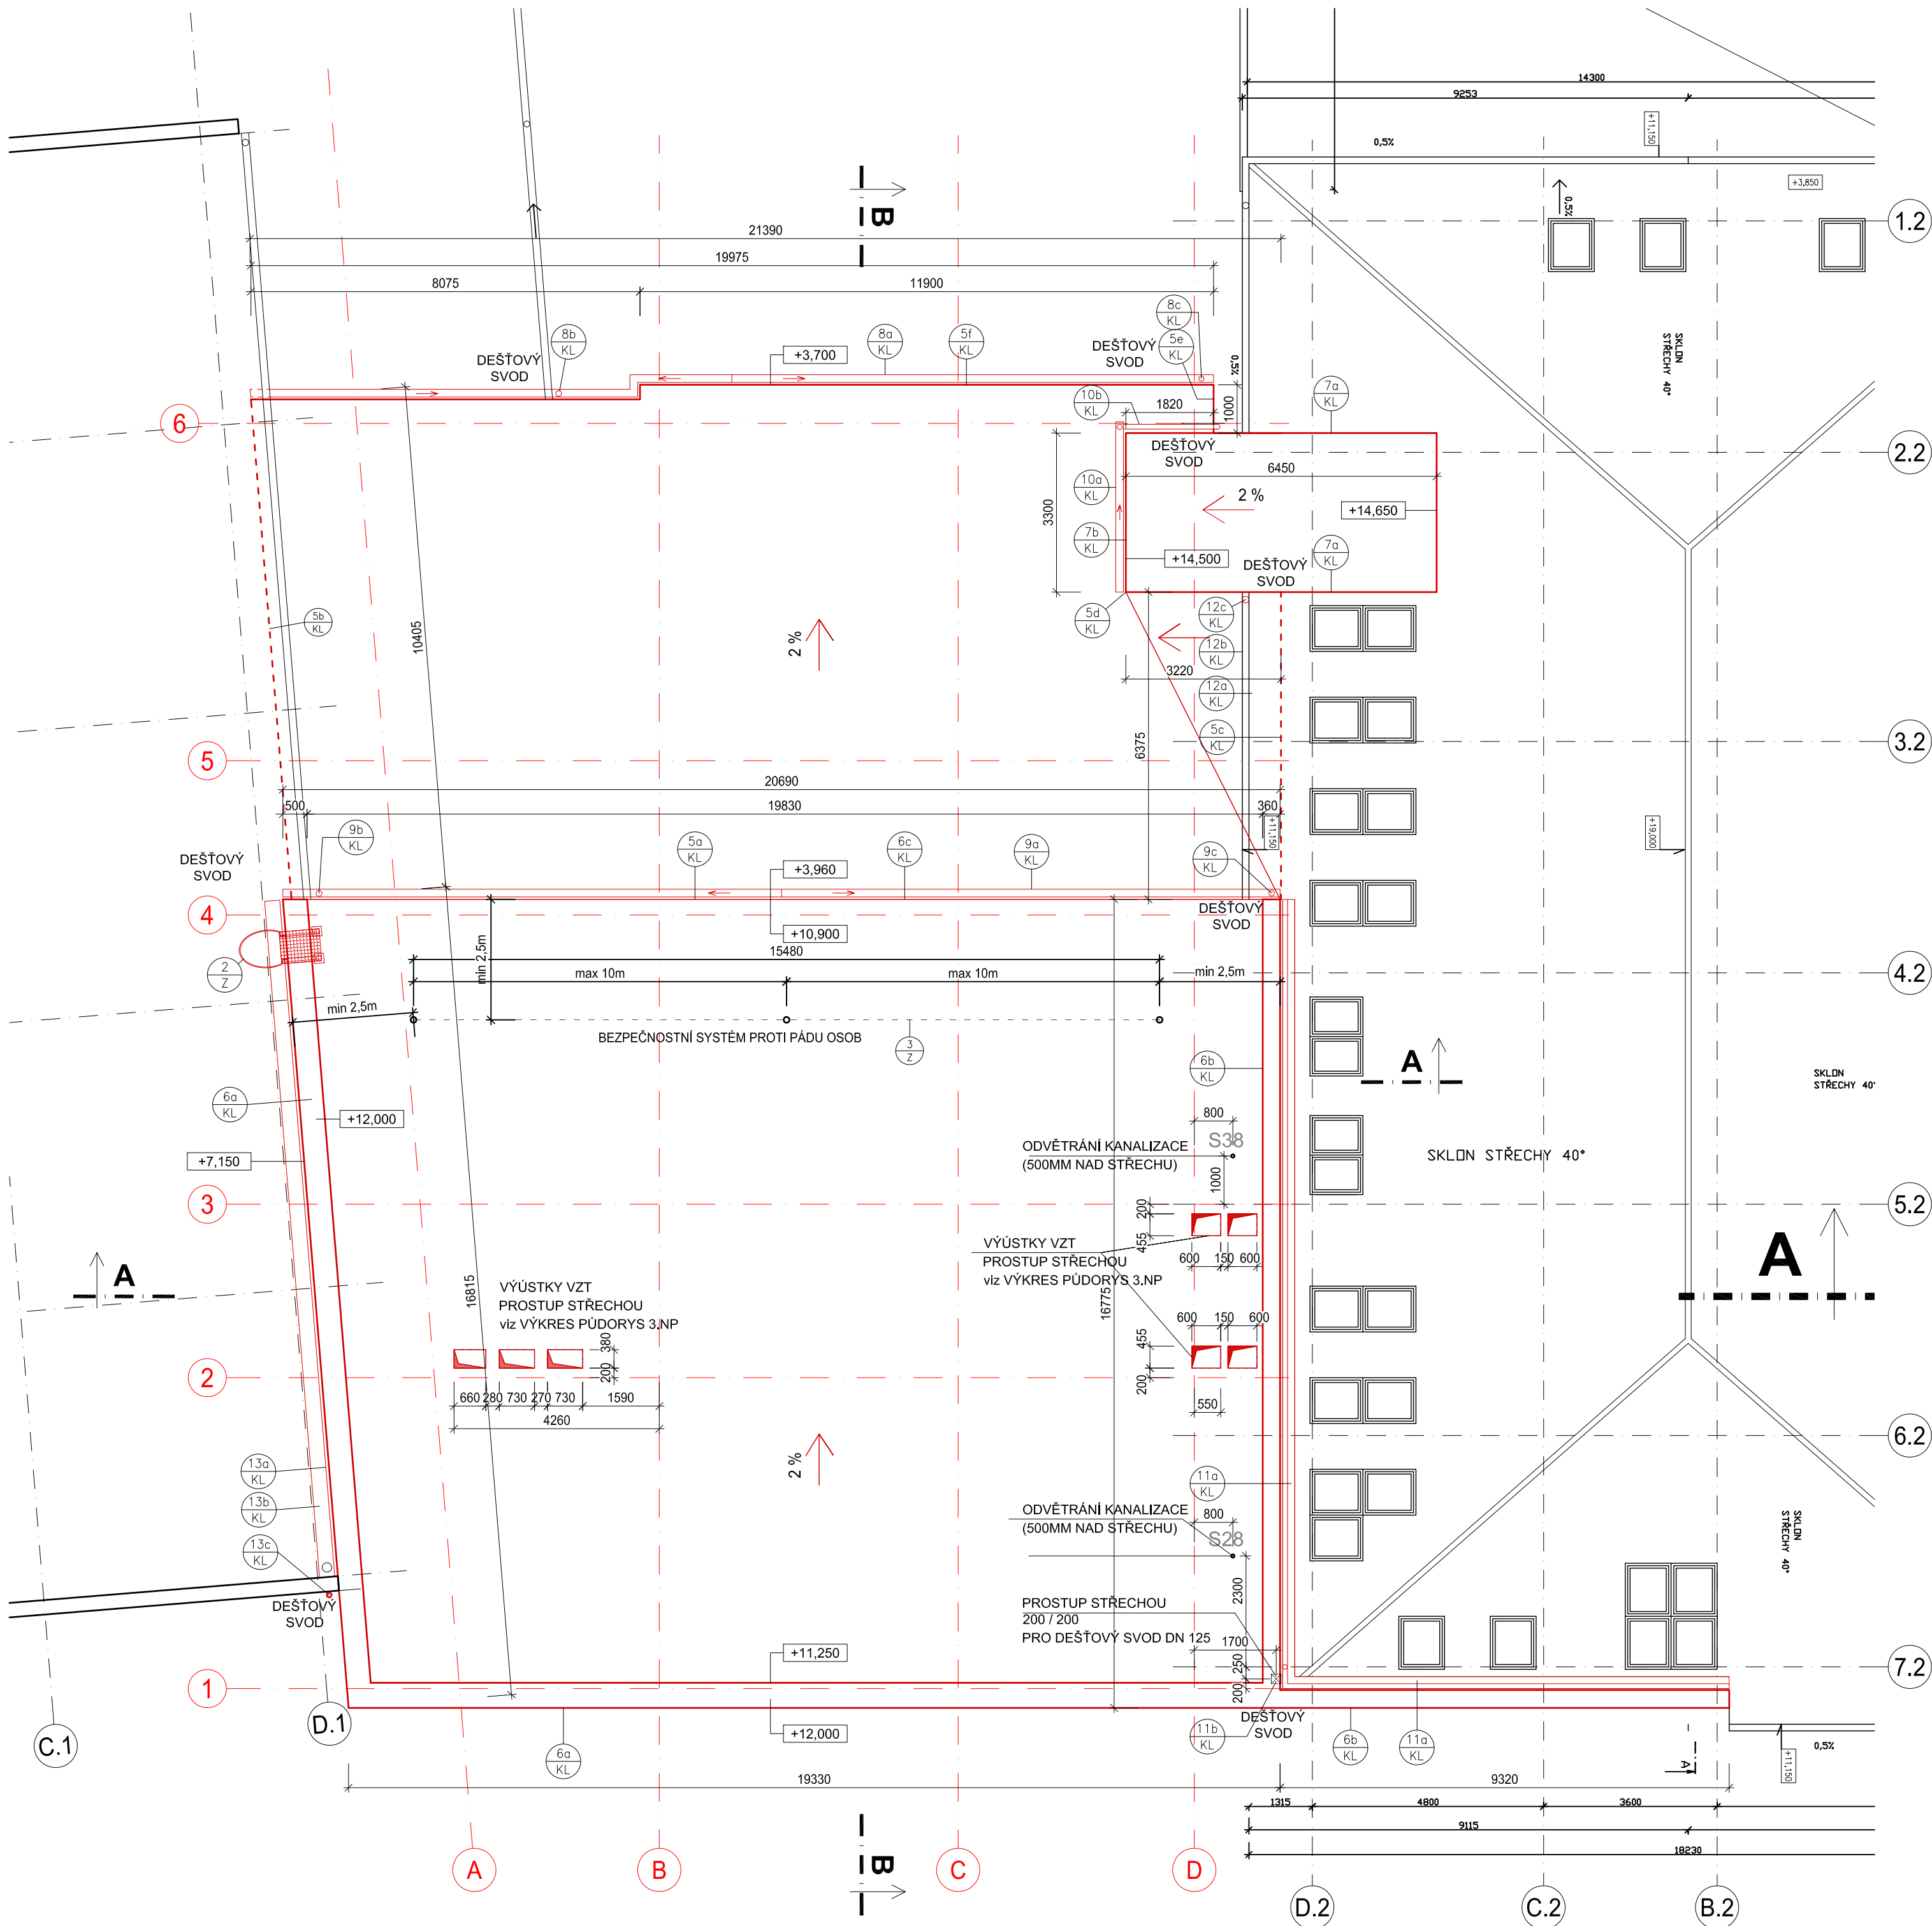 14300
9253
+11,150
0,5%
+3,850
0,5%
1.2
B
21390
19975
8075
11900
8b
KL
8a
KL
5f
KL
8c
KL
5e
KL
DEŠŤOVÝ
SVOD
+3,700
DEŠŤOVÝ
SVOD
0,5%
SKLON
STŘECHY 40°
7a
KL
10b
KL
1820
1000
6
DEŠŤOVÝ
SVOD
2.2
6450
10a
KL
2 %
3300
+14,650
7b
KL
+14,500
7a
KL
DEŠŤOVÝ
SVOD
5b
KL
5d
KL
12c
KL
10405
2 %
12b
KL
3220
12a
KL
5c
KL
6375
3.2
5
20690
500
19830
360
+11,150
+19,000
9b
KL
5a
KL
6c
KL
9a
KL
9c
KL
DEŠŤOVÝ
SVOD
+3,960
4
DEŠŤOVÝ
SVOD
+10,900
15480
min 2,5m
max 10m
max 10m
min 2,5m
2
Z
4.2
min 2,5m
BEZPEČNOSTNÍ SYSTÉM PROTI PÁDU OSOB
3
Z
6b
KL
A
SKLON
STŘECHY 40°
6a
KL
+12,000
800
S38
ODVĚTRÁNÍ KANALIZACE
(500MM NAD STŘECHU)
SKLON STŘECHY 40°
+7,150
1000
3
200
5.2
455
VÝÚSTKY VZT
PROSTUP STŘECHOU
viz VÝKRES PŮDORYS 3.NP
600
150
600
A
A
16815
16775
VÝÚSTKY VZT
PROSTUP STŘECHOU
viz VÝKRES PŮDORYS 3.NP
600
150
600
455
380
200
200
2
660
280
730
270
730
1590
550
4260
6.2
2 %
13a
KL
11a
KL
13b
KL
ODVĚTRÁNÍ KANALIZACE
(500MM NAD STŘECHU)
800
S28
SKLON
STŘECHY 40°
13c
KL
2300
DEŠŤOVÝ
SVOD
PROSTUP STŘECHOU
200 / 200
PRO DEŠŤOVÝ SVOD DN 125
1700
+11,250
250
7.2
1
200
D.1
DEŠŤOVÝ
SVOD
+12,000
11b
KL
6b
KL
11a
KL
6a
KL
C.1
0,5%
A
+11,150
19330
9320
1315
4800
3600
9115
18230
B
A
B
C
D
D.2
C.2
B.2